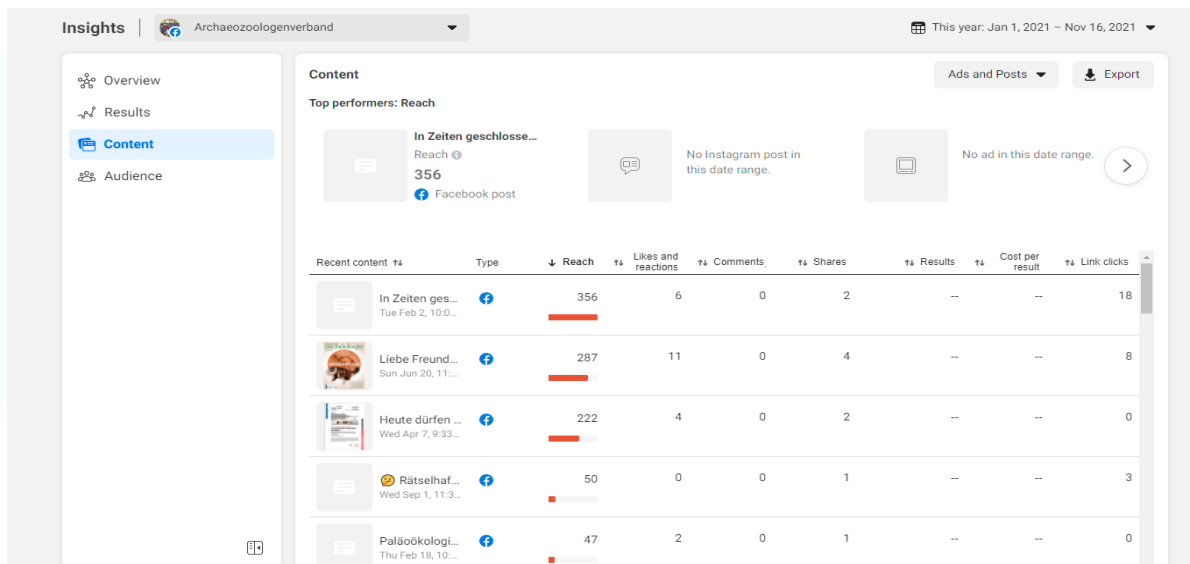 Insights
Archaeozoologenverband
This year: Jan 1, 2021 – Nov 16, 2021
Overview
Results
Content
Audience
Content
Ads and Posts
Export
Top performers: Reach
In Zeiten geschlosse...
Reach
356
Facebook post
No Instagram post in
this date range.
No ad in this date range.
Recent content Type Reach Likes and reactions Comments Shares Results Cost per result Link clicks
In Zeiten ges... 356 6 0 2 -- -- 18
Tue Feb 2, 10:0...
Liebe Freund... 287 11 0 4 -- -- 8
Sun Jun 20, 11:...
Heute dürfen ... 222 4 0 2 -- -- 0
Wed Apr 7, 9:33...
🤔 Rätselhaf... 50 0 0 1 -- -- 3
Wed Sep 1, 11:3...
Paläoökologi... 47 2 0 1 -- -- 0
Thu Feb 18, 10:...